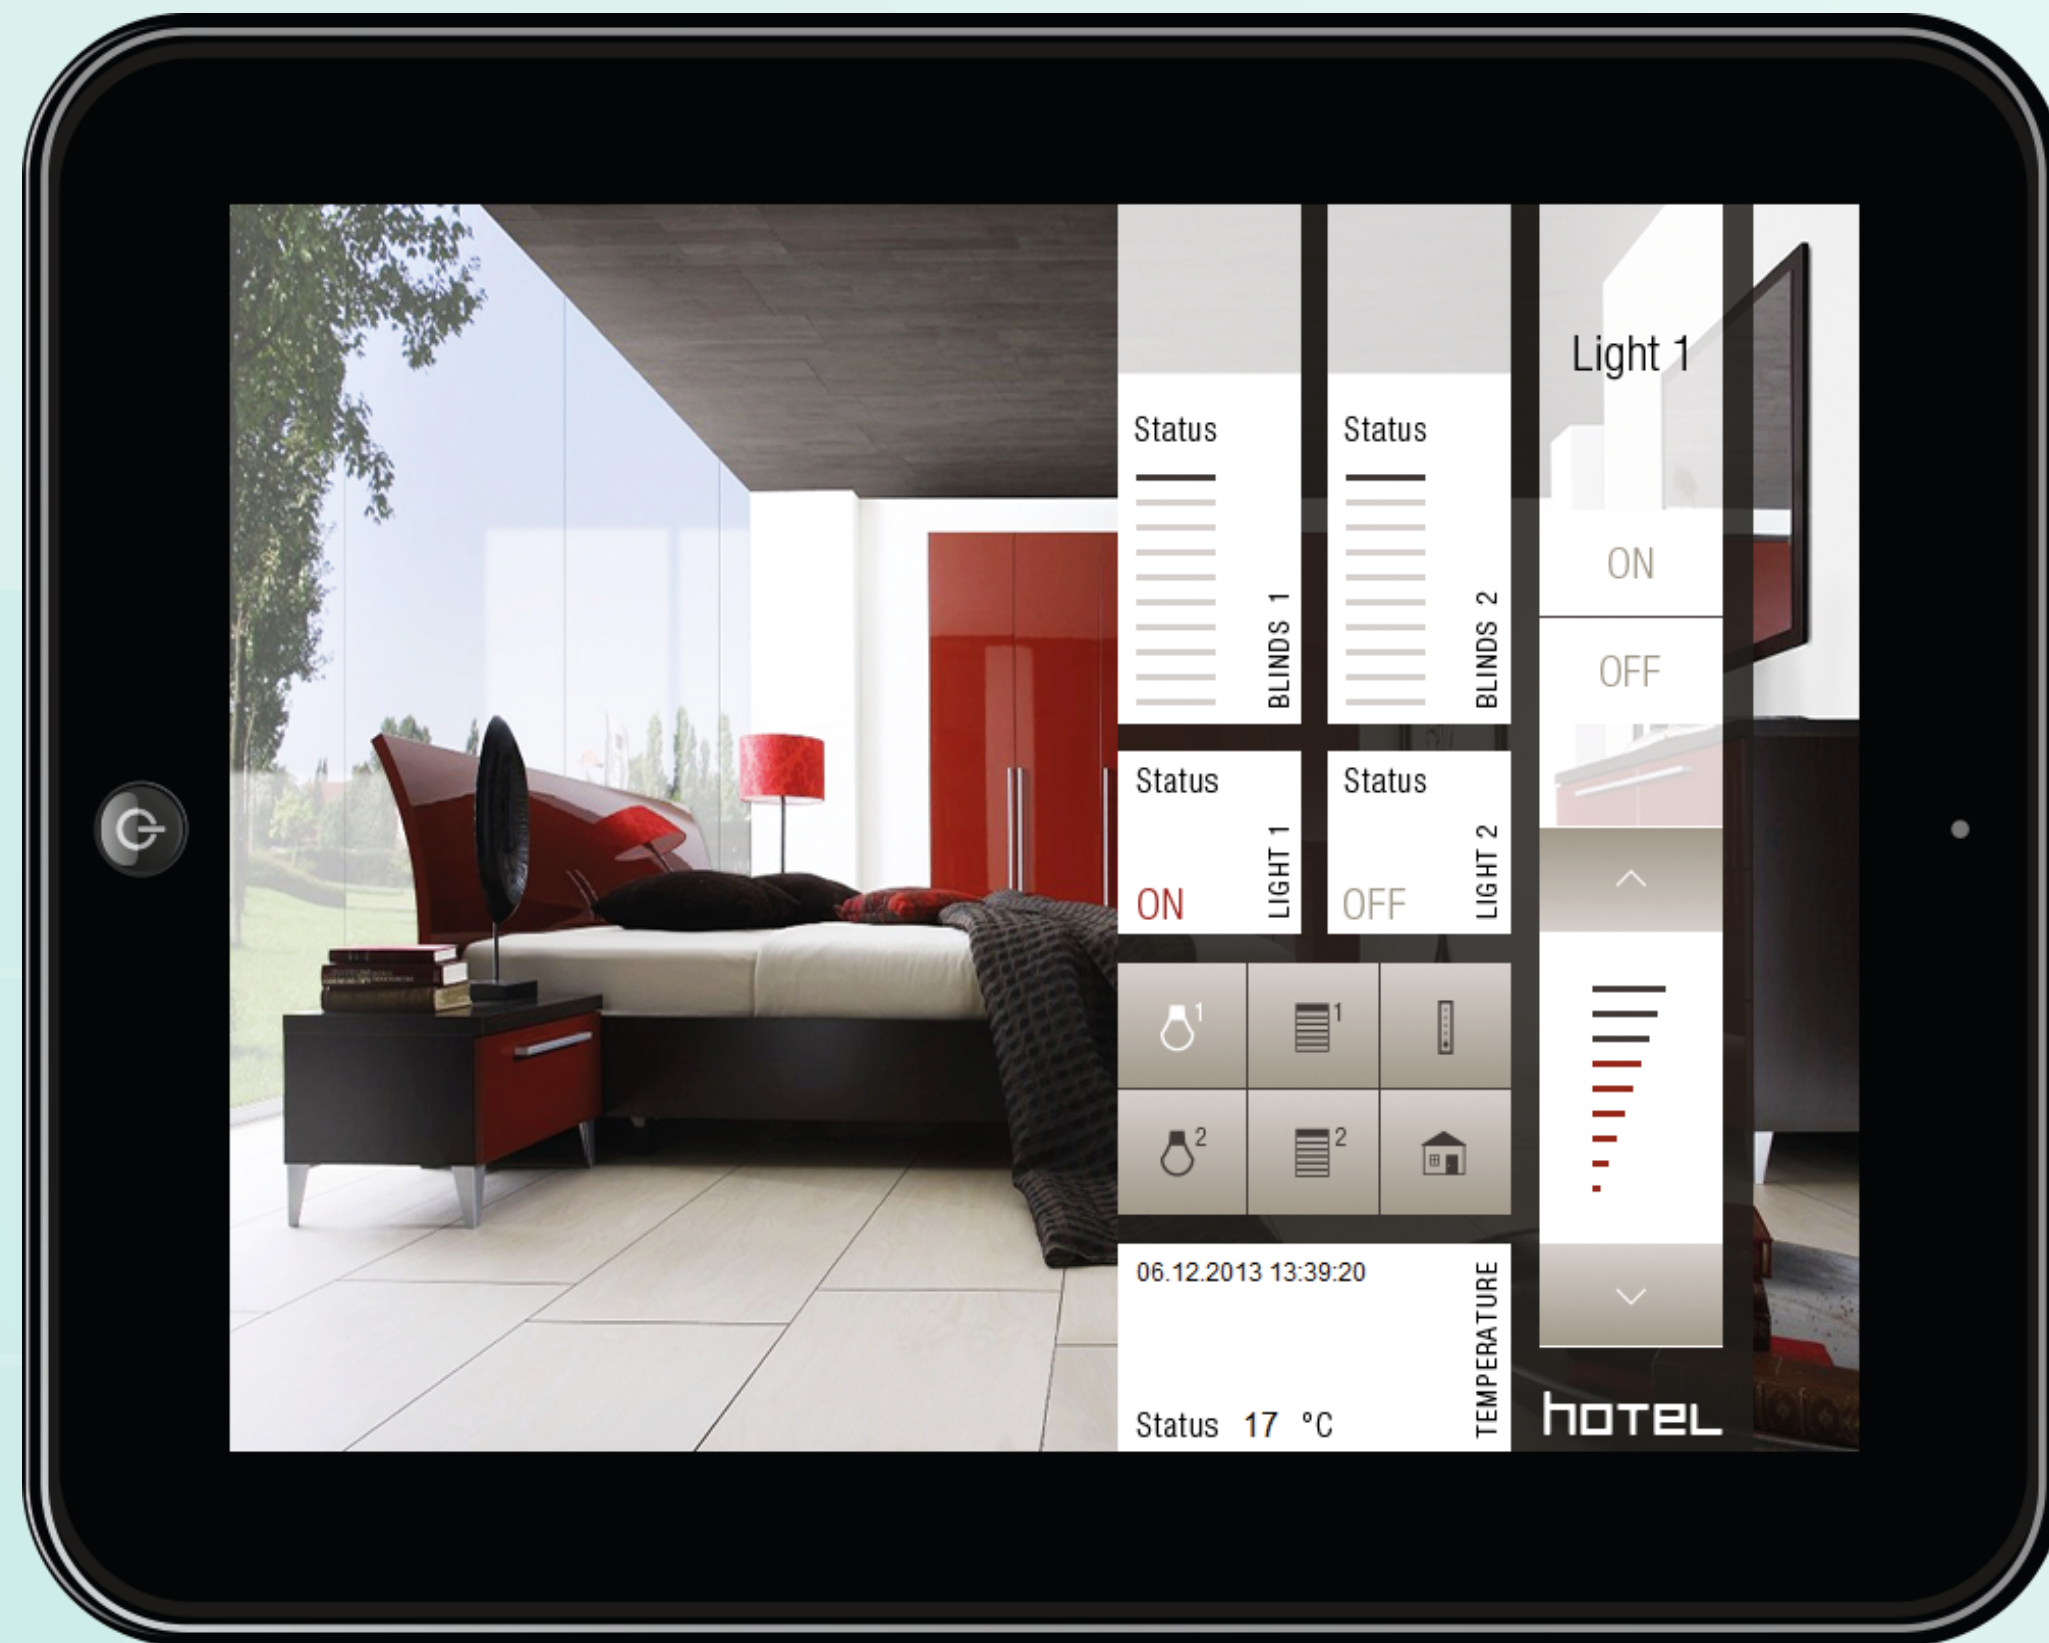 Light 1
Status
Status
BLINDS 1
BLINDS 2
ON
OFF
Status
Status
ON
LIGHT 1
OFF
LIGHT 2
1
1
2
2
06.12.2013 13:39:20
TEMPERATURE
Status 17 °C
hotel